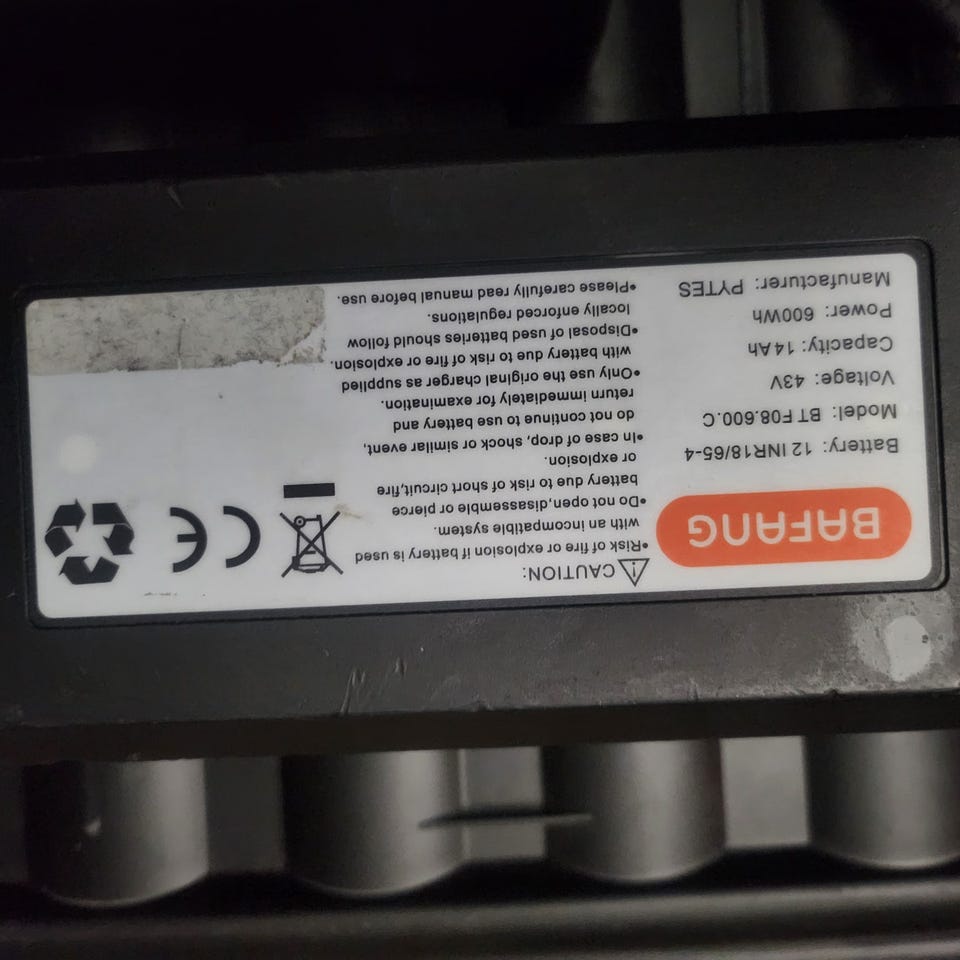 BAFANG
Battery: 12 INR18/65-4
Model: BT F08.600.C
Voltage: 43V
Capacity: 14Ah
Power: 600Wh
Manufacturer: PYTES
CAUTION:
•Risk of fire or explosion if battery is used
with an incompatible system.
•Do not open,disassemble or pierce
battery due to risk of short circuit,fire
or explosion.
•In case of drop, shock or similar event,
do not continue to use battery and
return immediately for examination.
•Only use the original charger as supplied
with battery due to risk of fire or explosion.
•Disposal of used batteries should follow
locally enforced regulations.
•Please carefully read manual before use.
CE